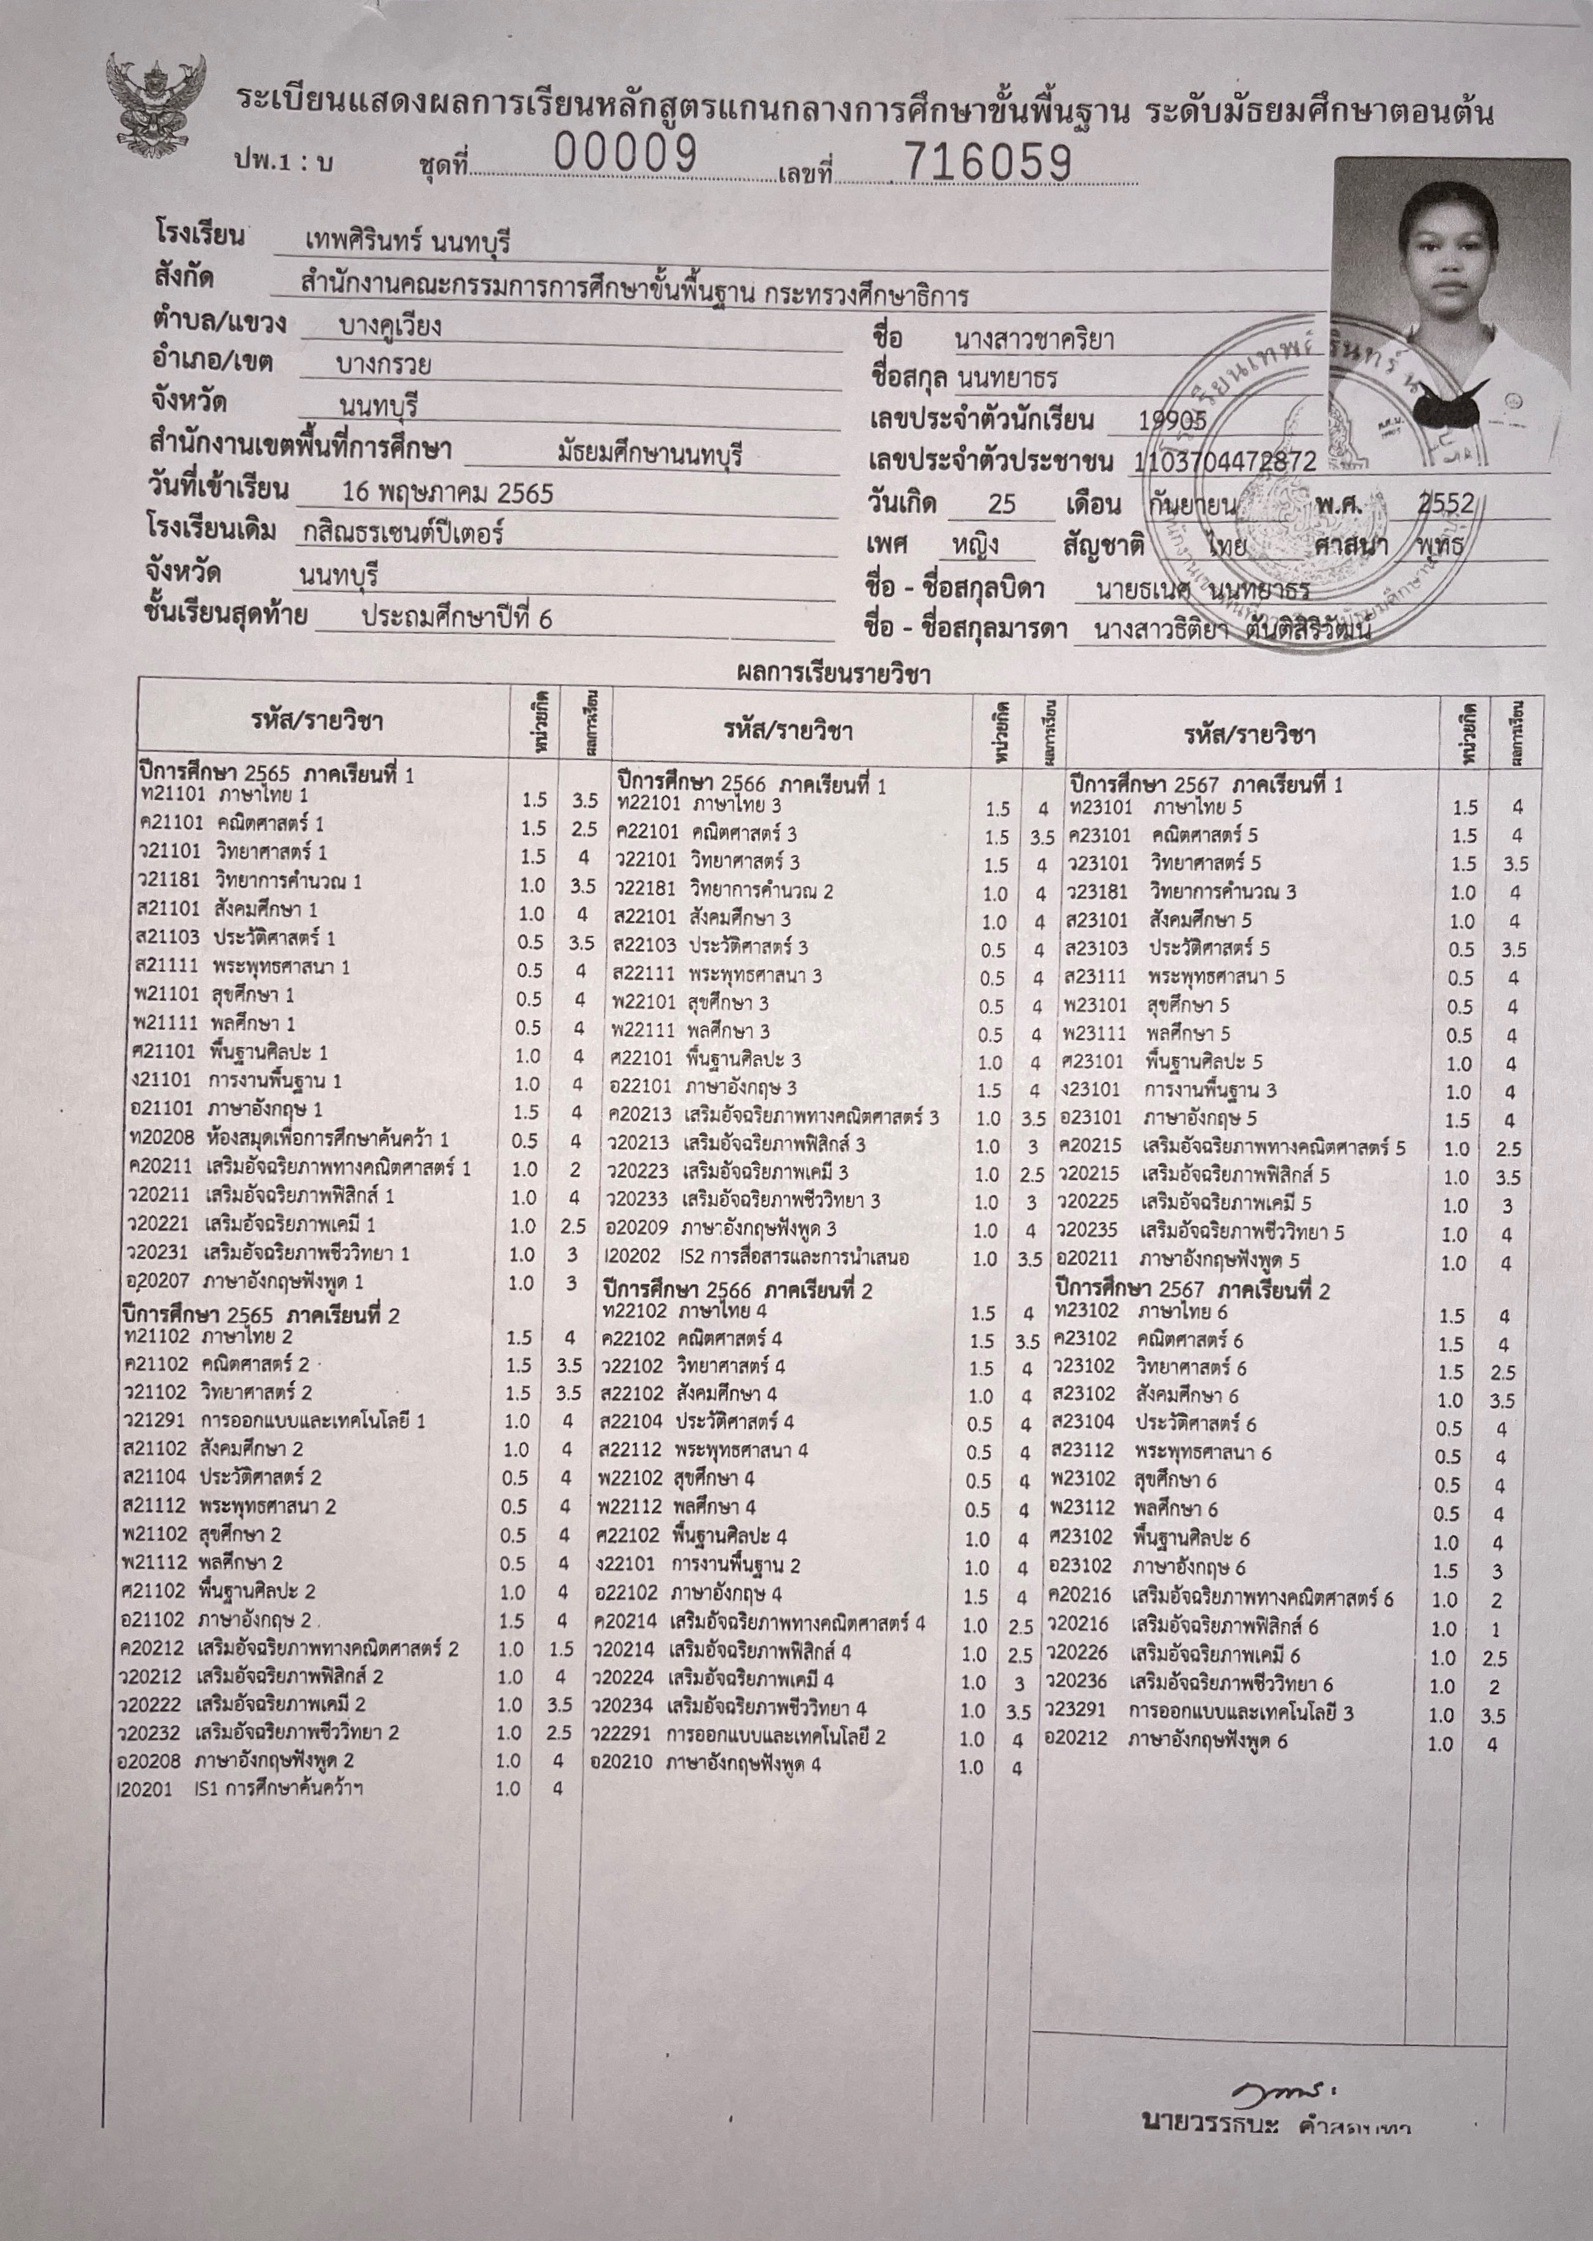 ระเบียนแสดงผลการเรียนหลักสูตรแกนกลางการศึกษาขั้นพื้นฐาน ระดับมัธยมศึกษาตอนต้น
ปพ.1 : บ ชุดที่ 00009 เลขที่ 716059
โรงเรียน เทพศิรินทร์ นนทบุรี
สังกัด สำนักงานคณะกรรมการการศึกษาขั้นพื้นฐาน กระทรวงศึกษาธิการ
ตำบล/แขวง บางคูเวียง
อำเภอ/เขต บางกรวย
จังหวัด นนทบุรี
สำนักงานเขตพื้นที่การศึกษา มัธยมศึกษานนทบุรี
วันที่เข้าเรียน 16 พฤษภาคม 2565
โรงเรียนเดิม กสิณธรเซนต์ปีเตอร์
จังหวัด นนทบุรี
ชั้นเรียนสุดท้าย ประถมศึกษาปีที่ 6
ชื่อ นางสาวชาคริยา
ชื่อสกุล นนทยาธร
เลขประจำตัวนักเรียน 19905
เลขประจำตัวประชาชน 1103704472872
วันเกิด 25 เดือน กันยายน พ.ศ. 2552
เพศ หญิง สัญชาติ ไทย ศาสนา พุทธ
ชื่อ - ชื่อสกุลบิดา นายธเนศ นนทยาธร
ชื่อ - ชื่อสกุลมารดา นางสาวธิติยา ตันติสิริวัฒน์
ผลการเรียนรายวิชา
รหัส/รายวิชา หน่วยกิต ผลการเรียน
ปีการศึกษา 2565 ภาคเรียนที่ 1
ท21101 ภาษาไทย 1 1.5 3.5
ค21101 คณิตศาสตร์ 1 1.5 2.5
ว21101 วิทยาศาสตร์ 1 1.5 4
ว21181 วิทยาการคำนวณ 1 1.0 3.5
ส21101 สังคมศึกษา 1 1.0 4
ส21103 ประวัติศาสตร์ 1 0.5 3.5
ส21111 พระพุทธศาสนา 1 0.5 4
พ21101 สุขศึกษา 1 0.5 4
พ21111 พลศึกษา 1 0.5 4
ศ21101 พื้นฐานศิลปะ 1 1.0 4
ง21101 การงานพื้นฐาน 1 1.0 4
อ21101 ภาษาอังกฤษ 1 1.5 4
ท20208 ห้องสมุดเพื่อการศึกษาค้นคว้า 1 0.5 4
ค20211 เสริมอัจฉริยภาพทางคณิตศาสตร์ 1 1.0 2
ว20211 เสริมอัจฉริยภาพฟิสิกส์ 1 1.0 4
ว20221 เสริมอัจฉริยภาพเคมี 1 1.0 2.5
ว20231 เสริมอัจฉริยภาพชีววิทยา 1 1.0 3
อ20207 ภาษาอังกฤษฟังพูด 1 1.0 3
ปีการศึกษา 2565 ภาคเรียนที่ 2
ท21102 ภาษาไทย 2 1.5 4
ค21102 คณิตศาสตร์ 2 1.5 3.5
ว21102 วิทยาศาสตร์ 2 1.5 3.5
ว21291 การออกแบบและเทคโนโลยี 1 1.0 4
ส21102 สังคมศึกษา 2 1.0 4
ส21104 ประวัติศาสตร์ 2 0.5 4
ส21112 พระพุทธศาสนา 2 0.5 4
พ21102 สุขศึกษา 2 0.5 4
พ21112 พลศึกษา 2 0.5 4
ศ21102 พื้นฐานศิลปะ 2 1.0 4
อ21102 ภาษาอังกฤษ 2 1.5 4
ค20212 เสริมอัจฉริยภาพทางคณิตศาสตร์ 2 1.0 1.5
ว20212 เสริมอัจฉริยภาพฟิสิกส์ 2 1.0 4
ว20222 เสริมอัจฉริยภาพเคมี 2 1.0 3.5
ว20232 เสริมอัจฉริยภาพชีววิทยา 2 1.0 2.5
อ20208 ภาษาอังกฤษฟังพูด 2 1.0 4
I20201 IS1 การศึกษาค้นคว้าฯ 1.0 4
รหัส/รายวิชา หน่วยกิต ผลการเรียน
ปีการศึกษา 2566 ภาคเรียนที่ 1
ท22101 ภาษาไทย 3 1.5 4
ค22101 คณิตศาสตร์ 3 1.5 3.5
ว22101 วิทยาศาสตร์ 3 1.5 4
ว22181 วิทยาการคำนวณ 2 1.0 4
ส22101 สังคมศึกษา 3 1.0 4
ส22103 ประวัติศาสตร์ 3 0.5 4
ส22111 พระพุทธศาสนา 3 0.5 4
พ22101 สุขศึกษา 3 0.5 4
พ22111 พลศึกษา 3 0.5 4
ศ22101 พื้นฐานศิลปะ 3 1.0 4
อ22101 ภาษาอังกฤษ 3 1.5 4
ค20213 เสริมอัจฉริยภาพทางคณิตศาสตร์ 3 1.0 3.5
ว20213 เสริมอัจฉริยภาพฟิสิกส์ 3 1.0 3
ว20223 เสริมอัจฉริยภาพเคมี 3 1.0 2.5
ว20233 เสริมอัจฉริยภาพชีววิทยา 3 1.0 3
อ20209 ภาษาอังกฤษฟังพูด 3 1.0 4
I20202 IS2 การสื่อสารและการนำเสนอ 1.0 3.5
ปีการศึกษา 2566 ภาคเรียนที่ 2
ท22102 ภาษาไทย 4 1.5 4
ค22102 คณิตศาสตร์ 4 1.5 3.5
ว22102 วิทยาศาสตร์ 4 1.5 4
ส22102 สังคมศึกษา 4 1.0 4
ส22104 ประวัติศาสตร์ 4 0.5 4
ส22112 พระพุทธศาสนา 4 0.5 4
พ22102 สุขศึกษา 4 0.5 4
พ22112 พลศึกษา 4 0.5 4
ศ22102 พื้นฐานศิลปะ 4 1.0 4
ง22101 การงานพื้นฐาน 2 1.0 4
อ22102 ภาษาอังกฤษ 4 1.5 4
ค20214 เสริมอัจฉริยภาพทางคณิตศาสตร์ 4 1.0 2.5
ว20214 เสริมอัจฉริยภาพฟิสิกส์ 4 1.0 2.5
ว20224 เสริมอัจฉริยภาพเคมี 4 1.0 3
ว20234 เสริมอัจฉริยภาพชีววิทยา 4 1.0 3.5
ว22291 การออกแบบและเทคโนโลยี 2 1.0 4
อ20210 ภาษาอังกฤษฟังพูด 4 1.0 4
รหัส/รายวิชา หน่วยกิต ผลการเรียน
ปีการศึกษา 2567 ภาคเรียนที่ 1
ท23101 ภาษาไทย 5 1.5 4
ค23101 คณิตศาสตร์ 5 1.5 4
ว23101 วิทยาศาสตร์ 5 1.5 3.5
ว23181 วิทยาการคำนวณ 3 1.0 4
ส23101 สังคมศึกษา 5 1.0 4
ส23103 ประวัติศาสตร์ 5 0.5 3.5
ส23111 พระพุทธศาสนา 5 0.5 4
พ23101 สุขศึกษา 5 0.5 4
พ23111 พลศึกษา 5 0.5 4
ศ23101 พื้นฐานศิลปะ 5 1.0 4
ง23101 การงานพื้นฐาน 3 1.0 4
อ23101 ภาษาอังกฤษ 5 1.5 4
ค20215 เสริมอัจฉริยภาพทางคณิตศาสตร์ 5 1.0 2.5
ว20215 เสริมอัจฉริยภาพฟิสิกส์ 5 1.0 3.5
ว20225 เสริมอัจฉริยภาพเคมี 5 1.0 3
ว20235 เสริมอัจฉริยภาพชีววิทยา 5 1.0 4
อ20211 ภาษาอังกฤษฟังพูด 5 1.0 4
ปีการศึกษา 2567 ภาคเรียนที่ 2
ท23102 ภาษาไทย 6 1.5 4
ค23102 คณิตศาสตร์ 6 1.5 4
ว23102 วิทยาศาสตร์ 6 1.5 2.5
ส23102 สังคมศึกษา 6 1.0 3.5
ส23104 ประวัติศาสตร์ 6 0.5 4
ส23112 พระพุทธศาสนา 6 0.5 4
พ23102 สุขศึกษา 6 0.5 4
พ23112 พลศึกษา 6 0.5 4
ศ23102 พื้นฐานศิลปะ 6 1.0 4
อ23102 ภาษาอังกฤษ 6 1.5 3
ค20216 เสริมอัจฉริยภาพทางคณิตศาสตร์ 6 1.0 2
ว20216 เสริมอัจฉริยภาพฟิสิกส์ 6 1.0 1
ว20226 เสริมอัจฉริยภาพเคมี 6 1.0 2.5
ว20236 เสริมอัจฉริยภาพชีววิทยา 6 1.0 2
ว23291 การออกแบบและเทคโนโลยี 3 1.0 3.5
อ20212 ภาษาอังกฤษฟังพูด 6 1.0 4
นายวรรธนะ